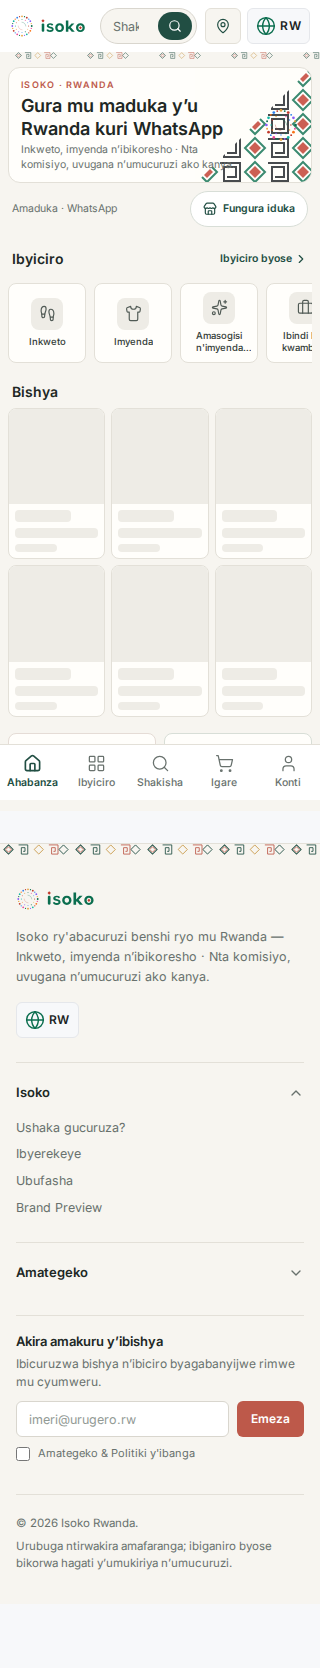 isoko
RW
ISOKO · RWANDA
Gura mu maduka y’u
Rwanda kuri WhatsApp
Inkweto, imyenda n’ibikoresho · Nta
komisiyo, uvugana n’umucuruzi ako kanya.
Amaduka · WhatsApp
Fungura iduka
Ibyiciro
Ibyiciro byose
Inkweto
Imyenda
Amasogisi
n'imyenda...
Ibindi
kwamb
Bishya
Ahabanza
Ibyiciro
Shakisha
Igare
Konti
isoko
Isoko ry'abacuruzi benshi ryo mu Rwanda —
Inkweto, imyenda n’ibikoresho · Nta komisiyo,
uvugana n’umucuruzi ako kanya.
RW
Isoko
Ushaka gucuruza?
Ibyerekeye
Ubufasha
Brand Preview
Amategeko
Akira amakuru y’ibishya
Ibicuruzwa bishya n’ibiciro byagabanyijwe rimwe
mu cyumweru.
imeri@urugero.rw
Emeza
Amategeko & Politiki y'ibanga
© 2026 Isoko Rwanda.
Urubuga ntirwakira amafaranga; ibiganiro byose
bikorwa hagati y’umukiriya n’umucuruzi.